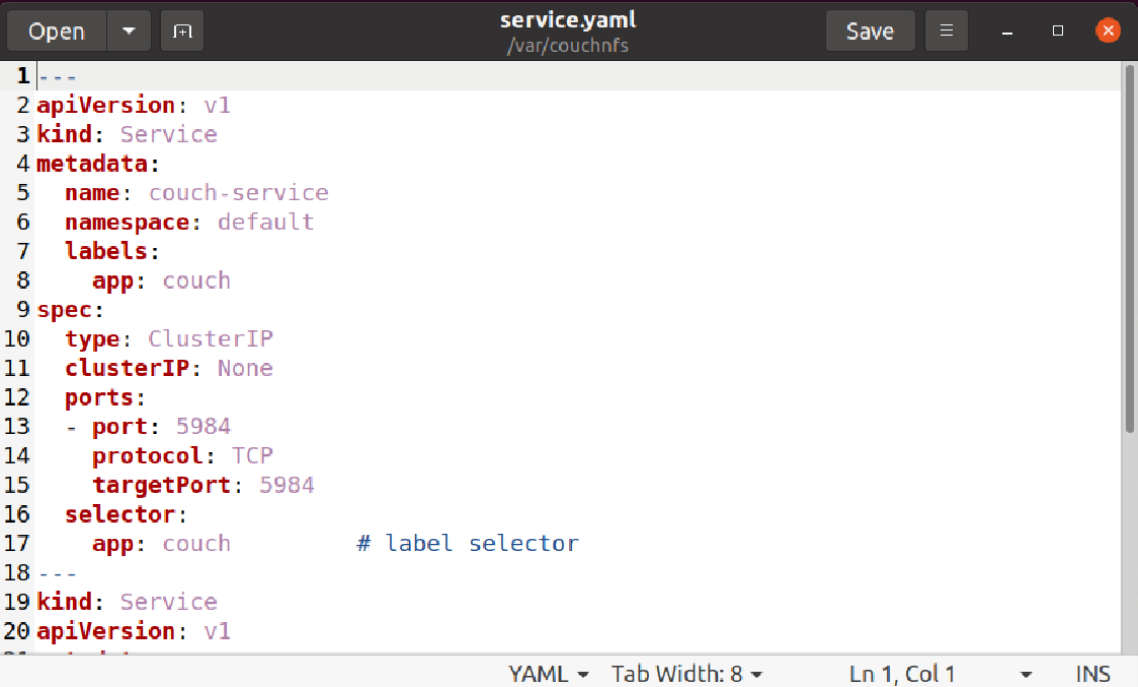 Open
service.yaml
/var/couchnfs
Save
1 ---
2 apiVersion: v1
3 kind: Service
4 metadata:
5   name: couch-service
6   namespace: default
7   labels:
8     app: couch
9 spec:
10   type: ClusterIP
11   clusterIP: None
12   ports:
13   - port: 5984
14     protocol: TCP
15     targetPort: 5984
16   selector:
17     app: couch         # label selector
18 ---
19 kind: Service
20 apiVersion: v1
YAML Tab Width: 8 Ln 1, Col 1 INS